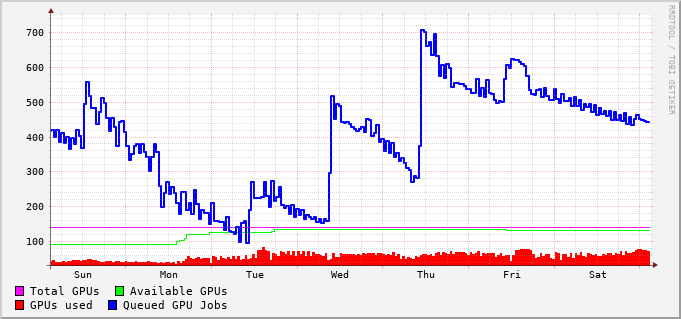 700
600
500
400
300
200
100
Sun Mon Tue Wed Thu Fri Sat
Total GPUs Available GPUs
GPUs used Queued GPU Jobs
RRDTOOL / TOBI OETIKER